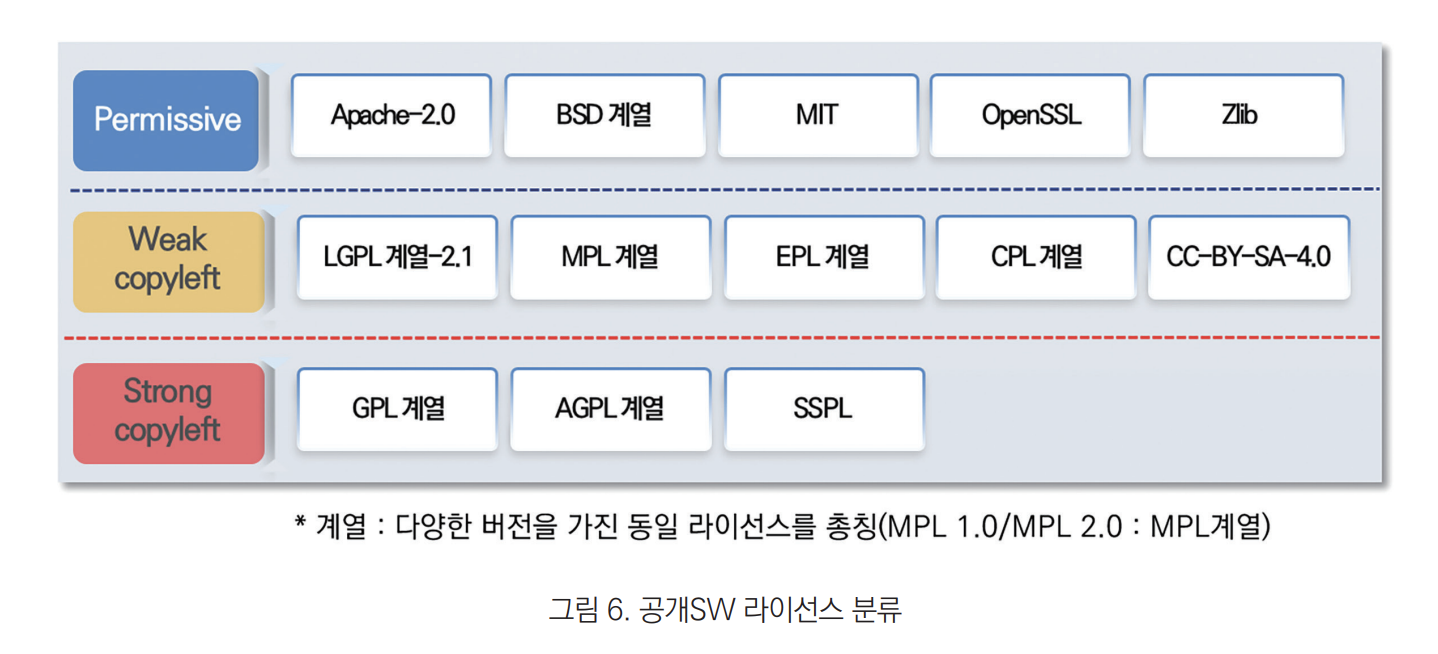 Permissive
Apache-2.0
BSD 계열
MIT
OpenSSL
Zlib
Weak
copyleft
LGPL 계열-2.1
MPL 계열
EPL 계열
CPL 계열
CC-BY-SA-4.0
Strong
copyleft
GPL 계열
AGPL 계열
SSPL
* 계열 : 다양한 버전을 가진 동일 라이선스를 총칭(MPL 1.0/MPL 2.0 : MPL계열)
그림 6. 공개SW 라이선스 분류